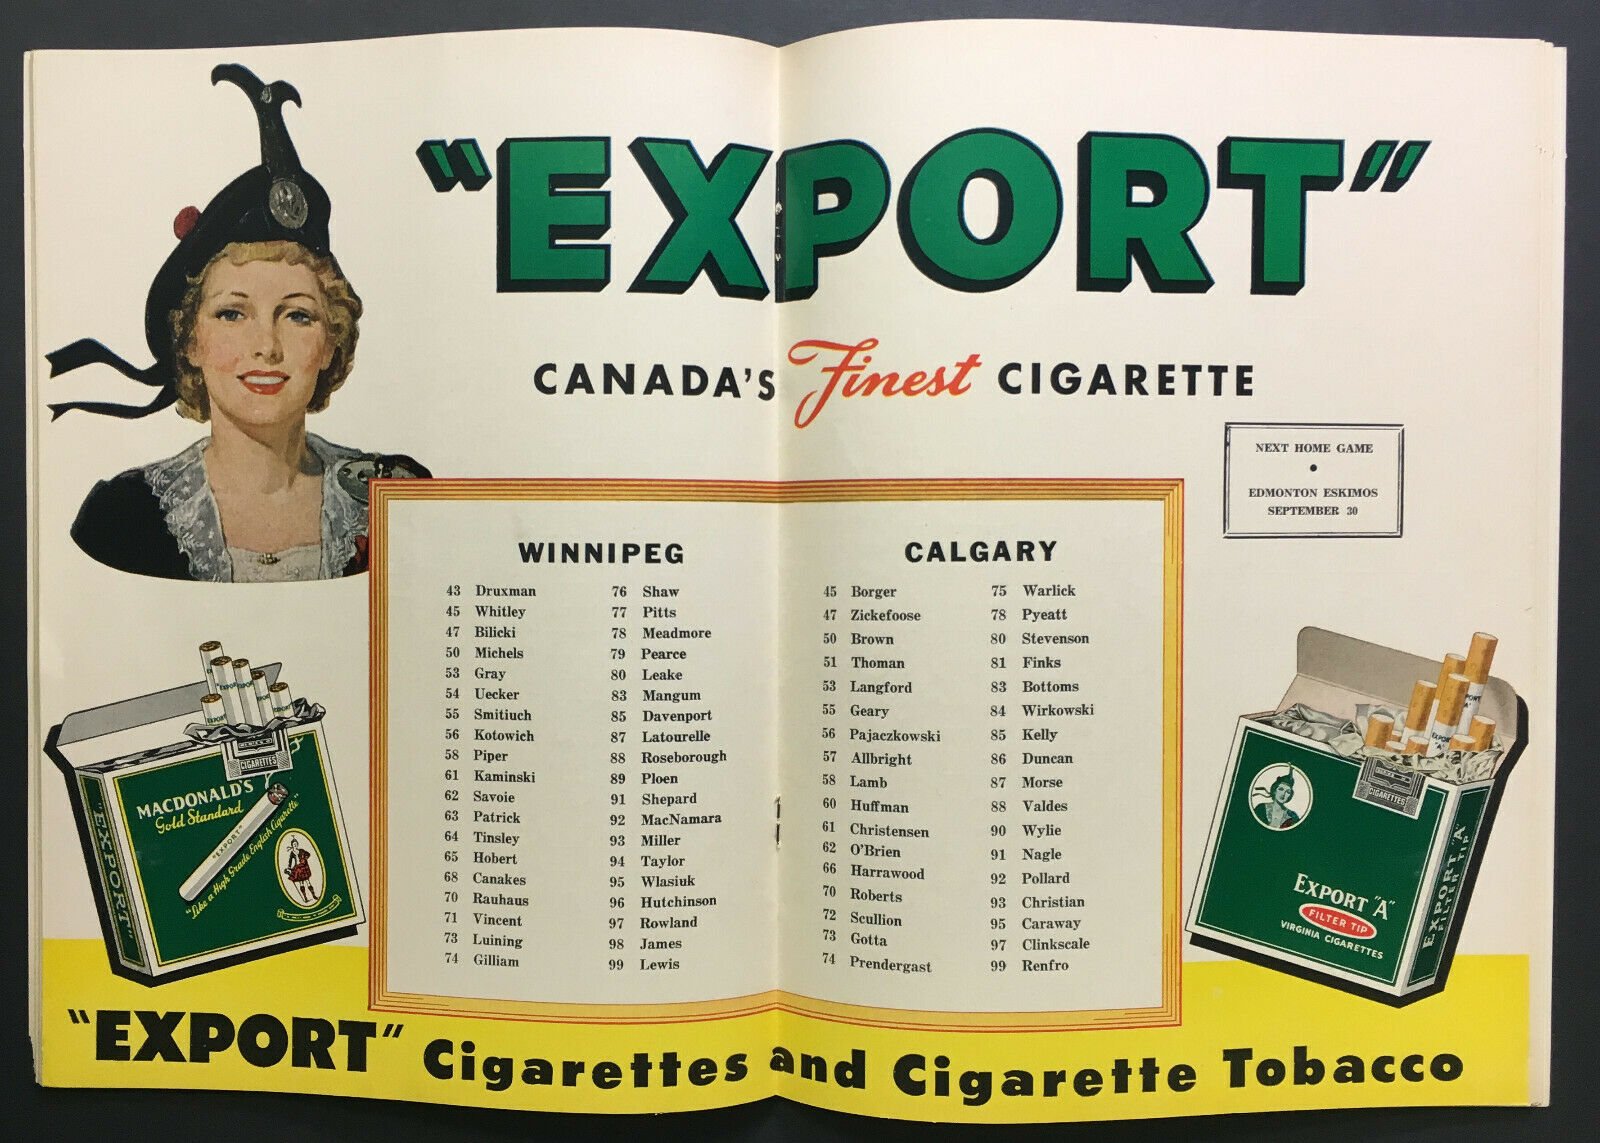 "EXPORT"
CANADA'S Finest CIGARETTE
NEXT HOME GAME
•
EDMONTON ESKIMOS
SEPTEMBER 30
WINNIPEG
43 Druxman
45 Whitley
47 Bilicki
50 Michels
53 Gray
54 Uecker
55 Smitiuch
56 Kotowich
58 Piper
61 Kaminski
62 Savoie
63 Patrick
64 Tinsley
65 Hobert
68 Canakes
70 Rauhaus
71 Vincent
73 Luining
74 Gilliam
76 Shaw
77 Pitts
78 Meadmore
79 Pearce
80 Leake
83 Mangum
85 Davenport
87 Latourelle
88 Roseborough
89 Ploen
91 Shepard
92 MacNamara
93 Miller
94 Taylor
95 Wlasiuk
96 Hutchinson
97 Rowland
98 James
99 Lewis
CALGARY
45 Borger
47 Zickefoose
50 Brown
51 Thoman
53 Langford
55 Geary
56 Pajaczkowski
57 Allbright
58 Lamb
60 Huffman
61 Christensen
62 O'Brien
66 Harrawood
70 Roberts
72 Scullion
73 Gotta
74 Prendergast
75 Warlick
78 Pyeatt
80 Stevenson
81 Finks
83 Bottoms
84 Wirkowski
85 Kelly
86 Duncan
87 Morse
88 Valdes
90 Wylie
91 Nagle
92 Pollard
93 Christian
95 Caraway
97 Clinkscale
99 Renfro
CIGARETTES
MACDONALD'S
Gold Standard
"EXPORT"
"Like a High Grade English Cigarette"
"EXPORT"
CIGARETTES
EXPORT "A"
FILTER TIP
VIRGINIA CIGARETTES
EXPORT "A"
FILTER TIP
"EXPORT" Cigarettes and Cigarette Tobacco